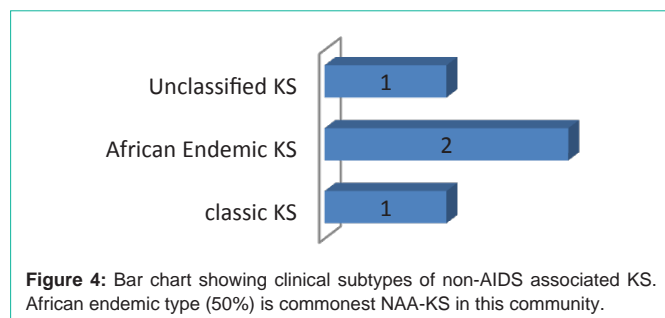 Unclassified KS
1
African Endemic KS
2
classic KS
1
Figure 4: Bar chart showing clinical subtypes of non-AIDS associated KS.
African endemic type (50%) is commonest NAA-KS in this community.